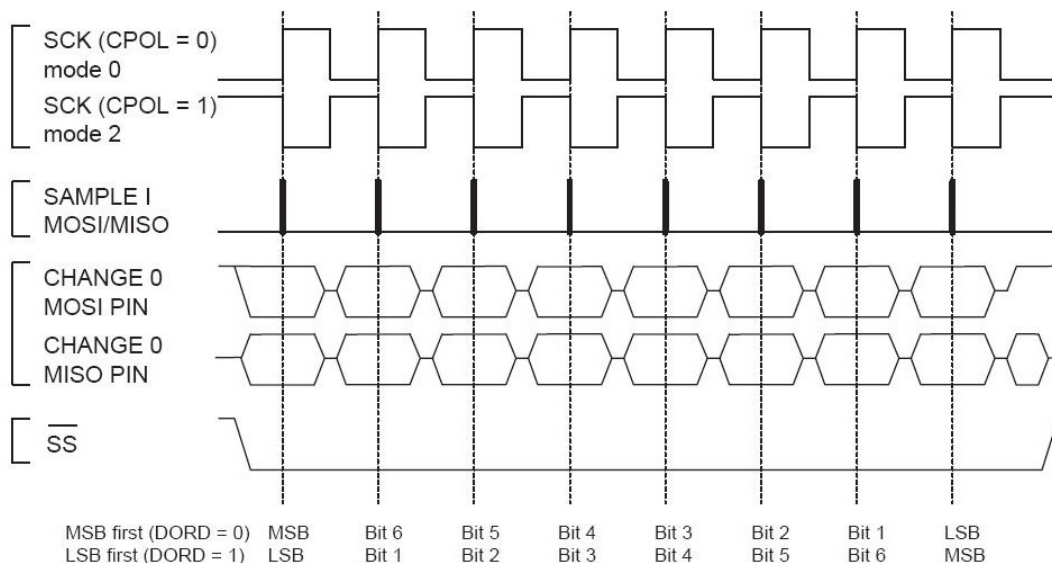 SCK (CPOL = 0)
mode 0
SCK (CPOL = 1)
mode 2
SAMPLE I
MOSI/MISO
CHANGE 0
MOSI PIN
CHANGE 0
MISO PIN
SS
MSB first (DORD = 0) MSB Bit 6 Bit 5 Bit 4 Bit 3 Bit 2 Bit 1 LSB
LSB first (DORD = 1) LSB Bit 1 Bit 2 Bit 3 Bit 4 Bit 5 Bit 6 MSB